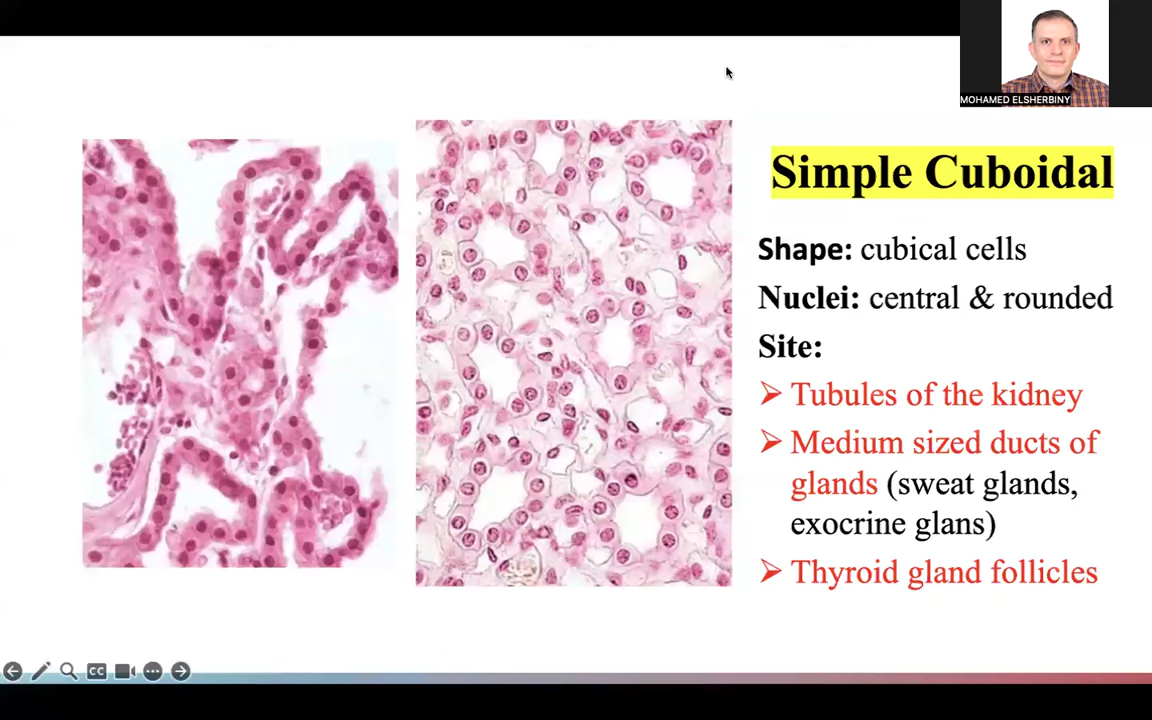 MOHAMED ELSHERBINY
Simple Cuboidal
Shape: cubical cells
Nuclei: central & rounded
Site:
➢ Tubules of the kidney
➢ Medium sized ducts of
glands (sweat glands,
exocrine glans)
➢ Thyroid gland follicles
CC